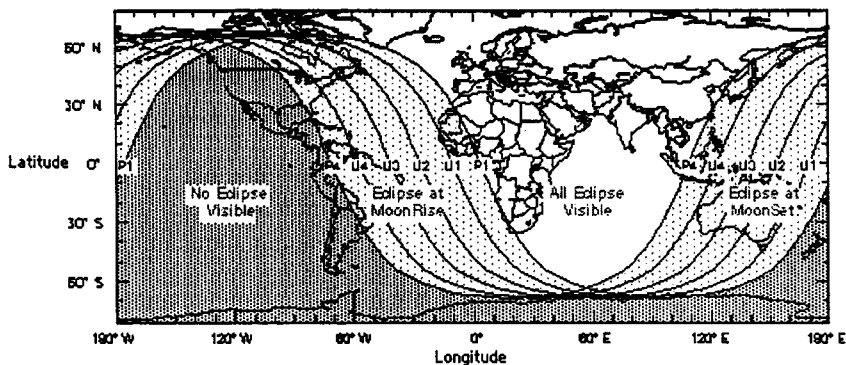 60° N
30° N
Latitude 0° P1 P4 U4 U3 U2 U1 P1 P4 U4 U3 U2 U1
No Eclipse Visible
Eclipse at MoonRise
All Eclipse Visible
Eclipse at MoonSet
30° S
60° S
180° W 120° W 60° W 0° 60° E 120° E 180° E
Longitude